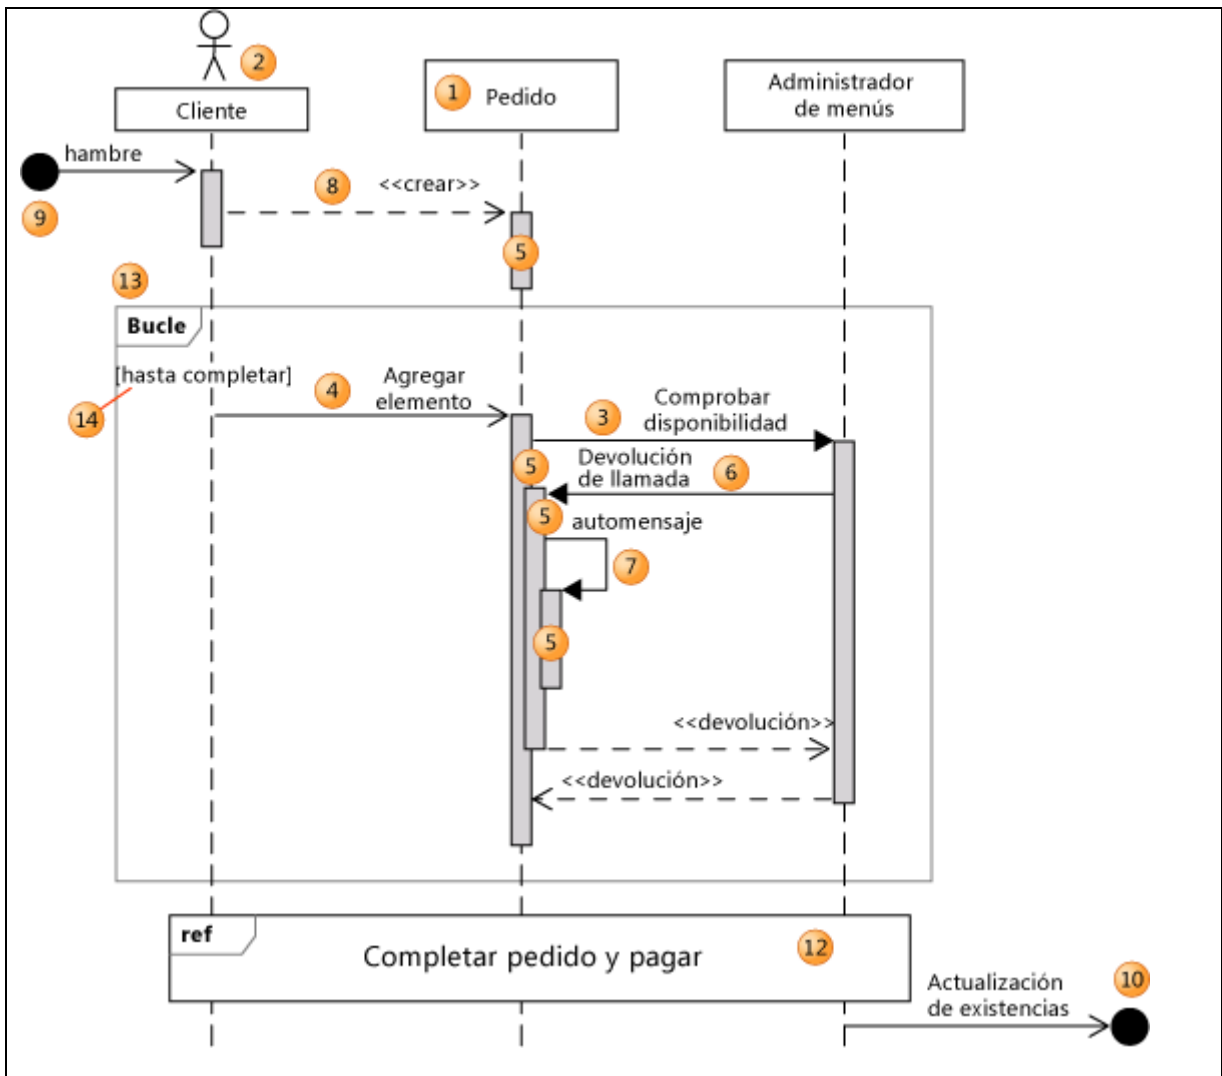 2
Cliente
1
Pedido
Administrador
de menús
hambre
9
8
<<crear>>
5
13
Bucle
[hasta completar]
14
4
Agregar
elemento
3
Comprobar
disponibilidad
5
Devolución
de llamada
6
5
automensaje
7
5
<<devolución>>
<<devolución>>
ref
Completar pedido y pagar
12
10
Actualización
de existencias